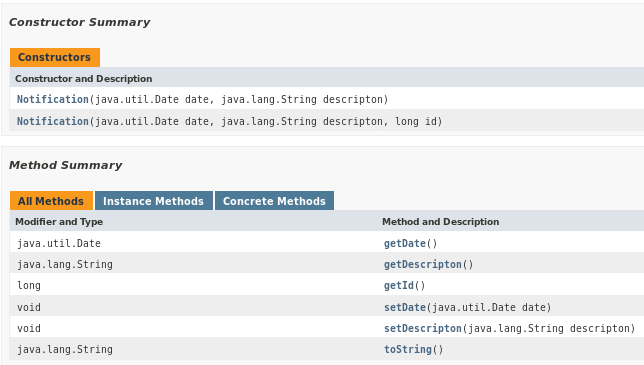 Constructor Summary
Constructors
Constructor and Description
Notification(java.util.Date date, java.lang.String descripton)
Notification(java.util.Date date, java.lang.String descripton, long id)
Method Summary
All Methods Instance Methods Concrete Methods
Modifier and Type Method and Description
java.util.Date getDate()
java.lang.String getDescripton()
long getId()
void setDate(java.util.Date date)
void setDescripton(java.lang.String descripton)
java.lang.String toString()